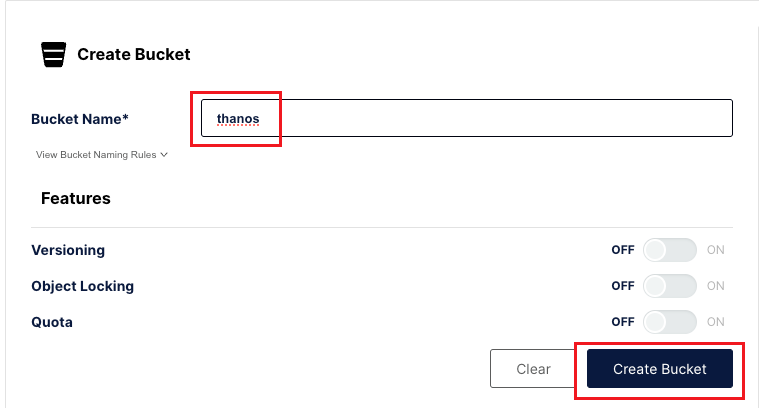 Create Bucket
Bucket Name*
thanos
View Bucket Naming Rules
Features
Versioning OFF ON
Object Locking OFF ON
Quota OFF ON
Clear Create Bucket